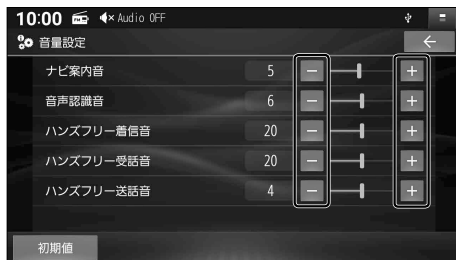 10:00 Audio OFF
音量設定
ナビ案内音 5 − +
音声認識音 6 − +
ハンズフリー着信音 20 − +
ハンズフリー受話音 20 − +
ハンズフリー送話音 4 − +
初期値